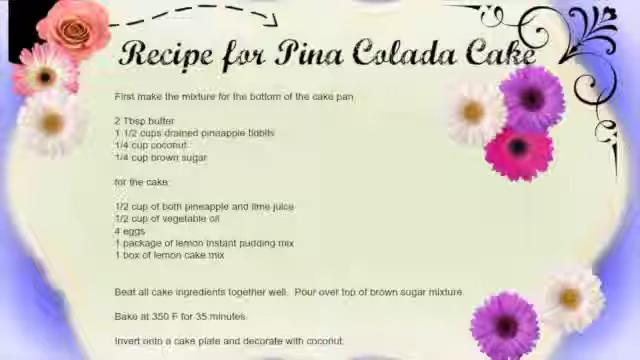 Recipe for Pina Colada Cake
First make the mixture for the bottom of the cake pan
2 Tbsp butter
1 1/2 cups drained pineapple tidbits
1/4 cup coconut
1/4 cup brown sugar
for the cake:
1/2 cup of both pineapple and lime juice
1/2 cup of vegetable oil
4 eggs
1 package of lemon instant pudding mix
1 box of lemon cake mix
Beat all cake ingredients together well. Pour over top of brown sugar mixture.
Bake at 350 F for 35 minutes.
Invert onto a cake plate and decorate with coconut.